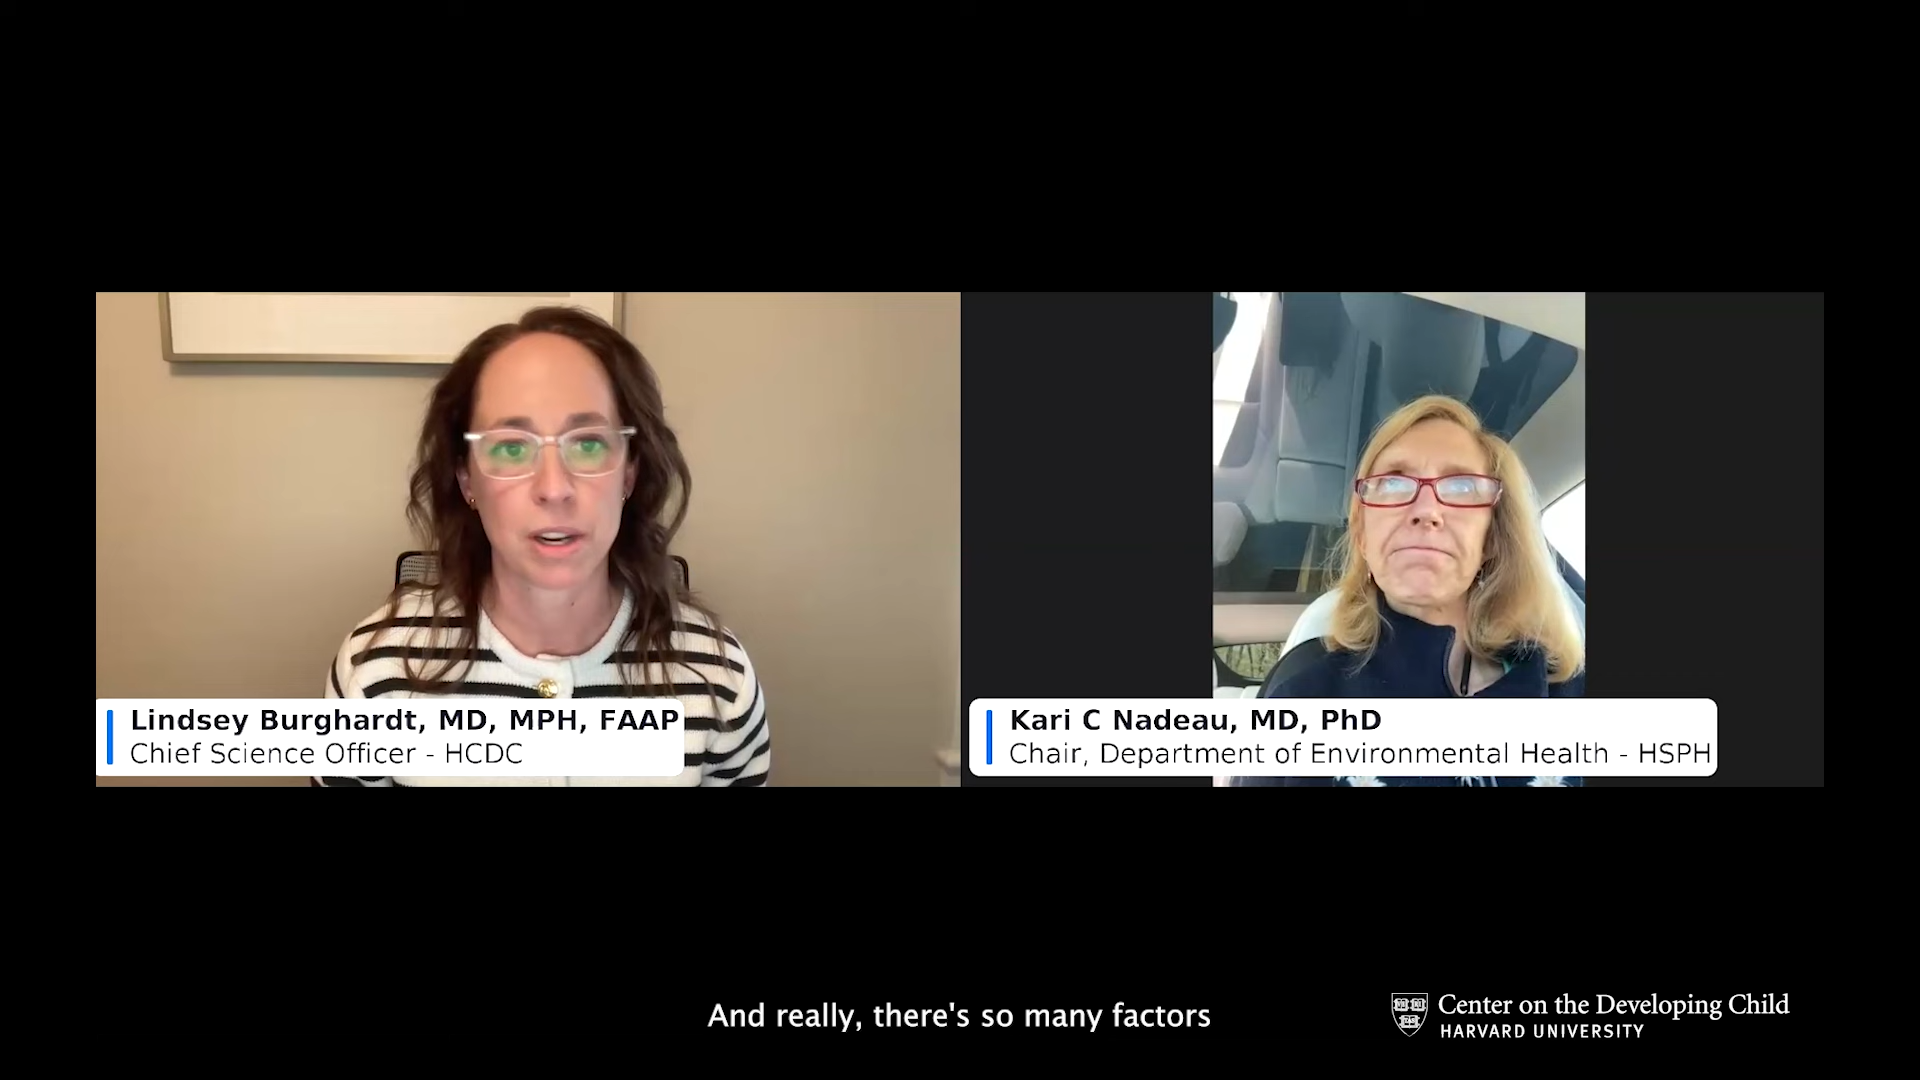 Lindsey Burghardt, MD, MPH, FAAP
Chief Science Officer - HCDC
Kari C Nadeau, MD, PhD
Chair, Department of Environmental Health - HSPH
And really, there's so many factors
Center on the Developing Child
HARVARD UNIVERSITY